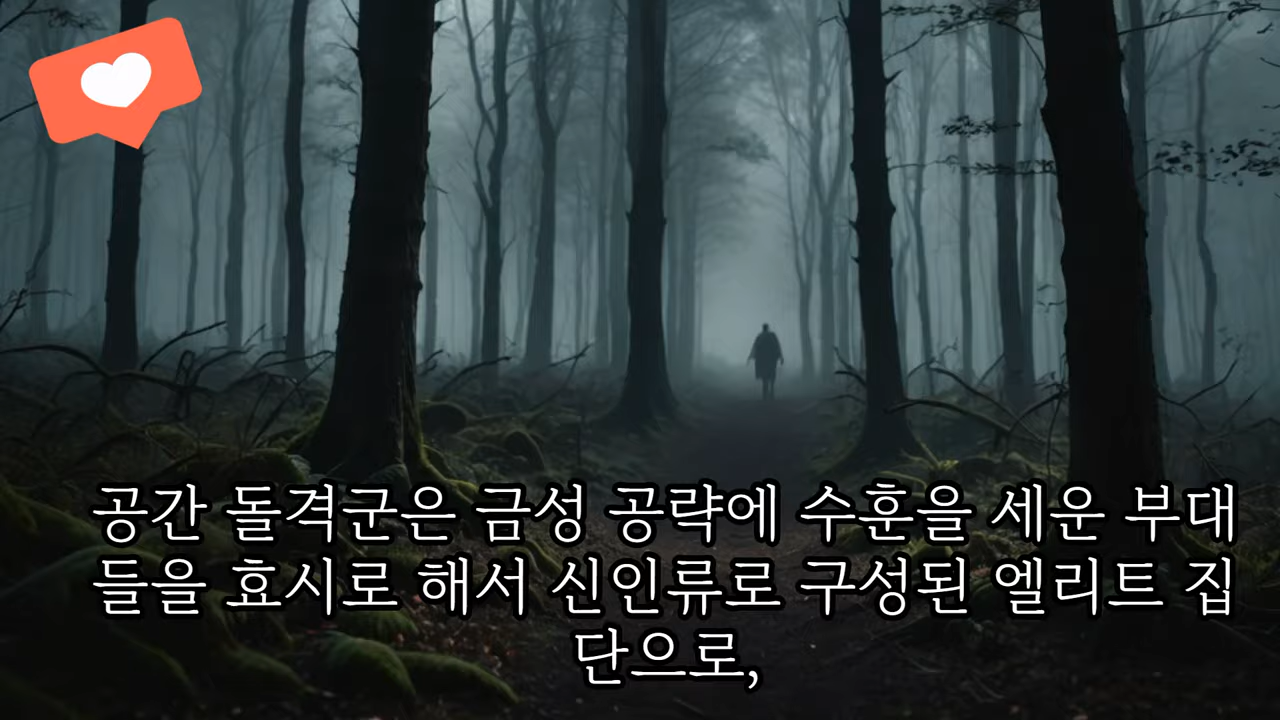 공간 돌격군은 금성 공략에 수훈을 세운 부대
들을 효시로 해서 신인류로 구성된 엘리트 집
단으로,